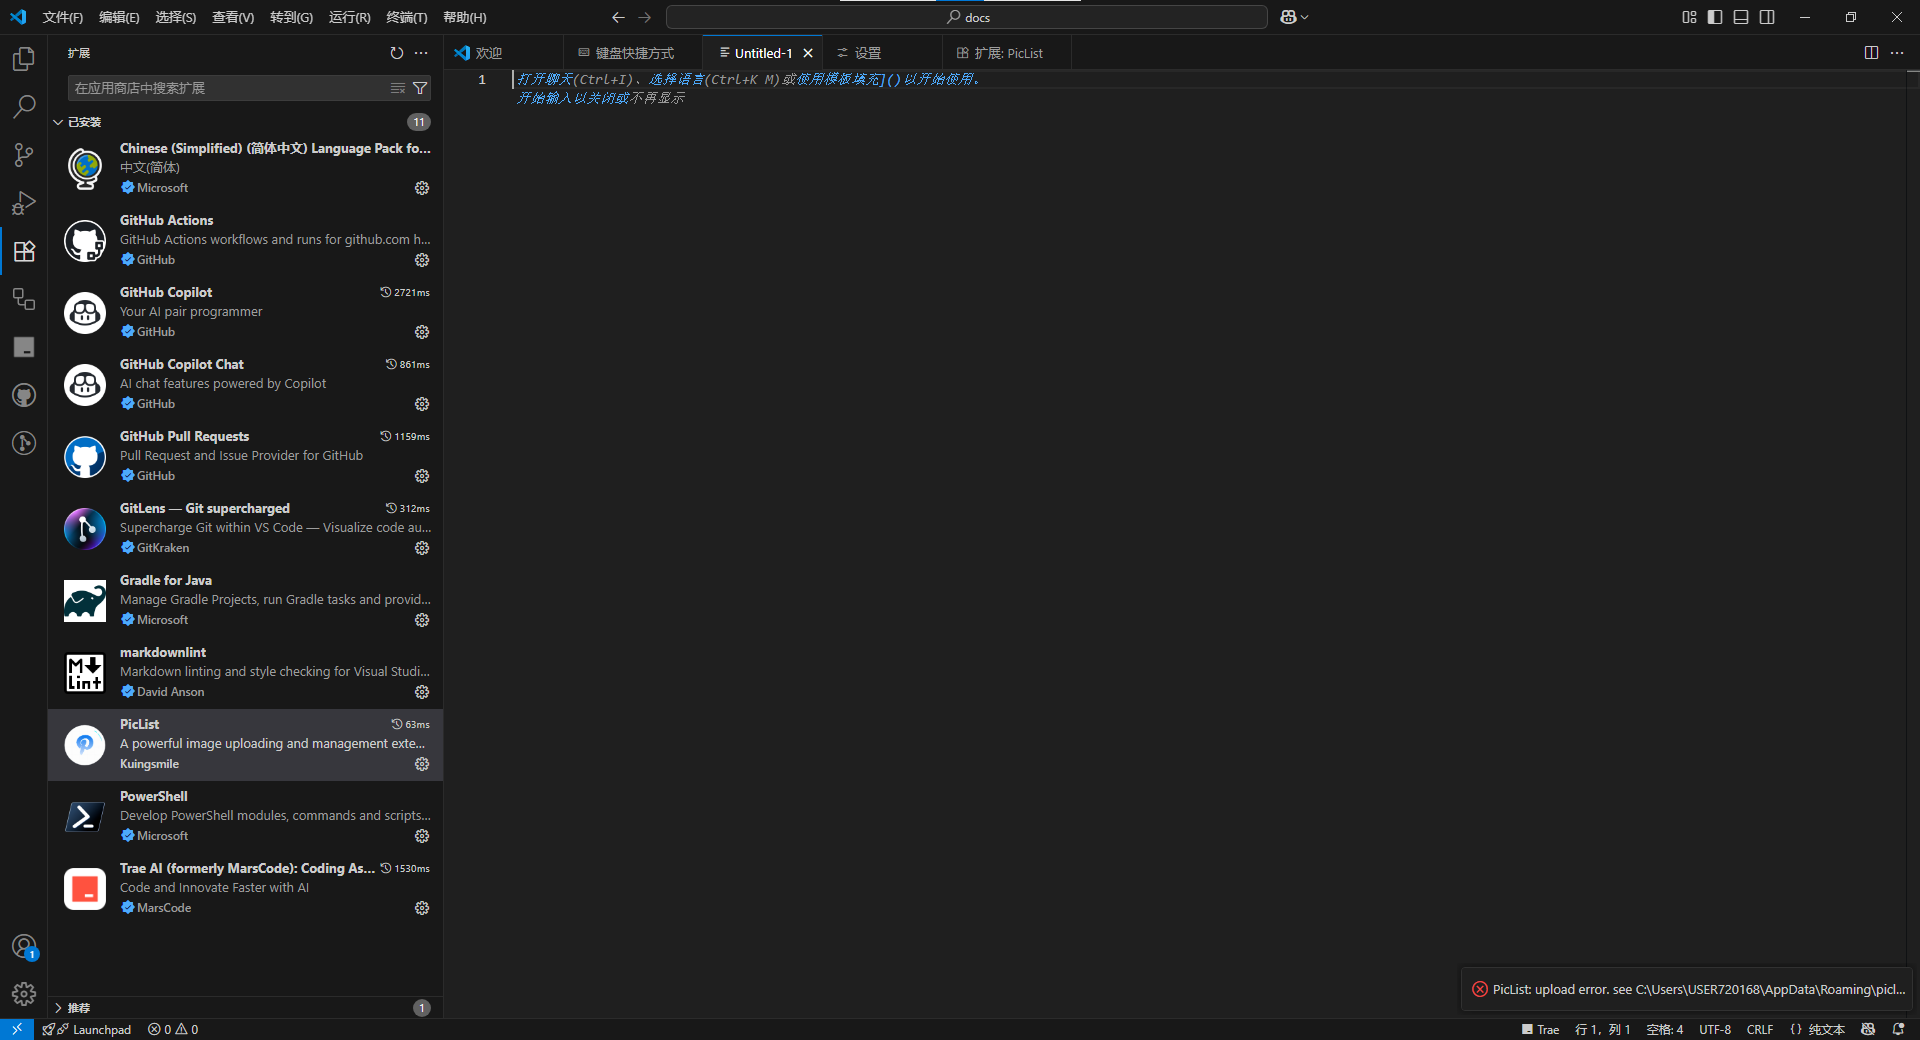 文件(F) 编辑(E) 选择(S) 查看(V) 转到(G) 运行(R) 终端(T) 帮助(H)
docs
扩展
欢迎
键盘快捷方式
Untitled-1
设置
扩展: PicList
在应用商店中搜索扩展
已安装
11
Chinese (Simplified) (简体中文) Language Pack fo...
中文(简体)
Microsoft
GitHub Actions
GitHub Actions workflows and runs for github.com h...
GitHub
GitHub Copilot
2721ms
Your AI pair programmer
GitHub
GitHub Copilot Chat
861ms
AI chat features powered by Copilot
GitHub
GitHub Pull Requests
1159ms
Pull Request and Issue Provider for GitHub
GitHub
GitLens — Git supercharged
312ms
Supercharge Git within VS Code — Visualize code au...
GitKraken
Gradle for Java
Manage Gradle Projects, run Gradle tasks and provid...
Microsoft
M
Lint
markdownlint
Markdown linting and style checking for Visual Studi...
David Anson
PicList
63ms
A powerful image uploading and management exte...
Kuingsmile
PowerShell
Develop PowerShell modules, commands and scripts...
Microsoft
Trae AI (formerly MarsCode): Coding As...
1530ms
Code and Innovate Faster with AI
MarsCode
推荐
1
1
1
打开聊天(Ctrl+I)、选择语言(Ctrl+K M)或使用模板填充]()以开始使用。
开始输入以关闭或不再显示
PicList: upload error. see C:\Users\USER720168\AppData\Roaming\picl...
Launchpad
0
0
Trae
行 1，列 1
空格: 4
UTF-8
CRLF
{ } 纯文本